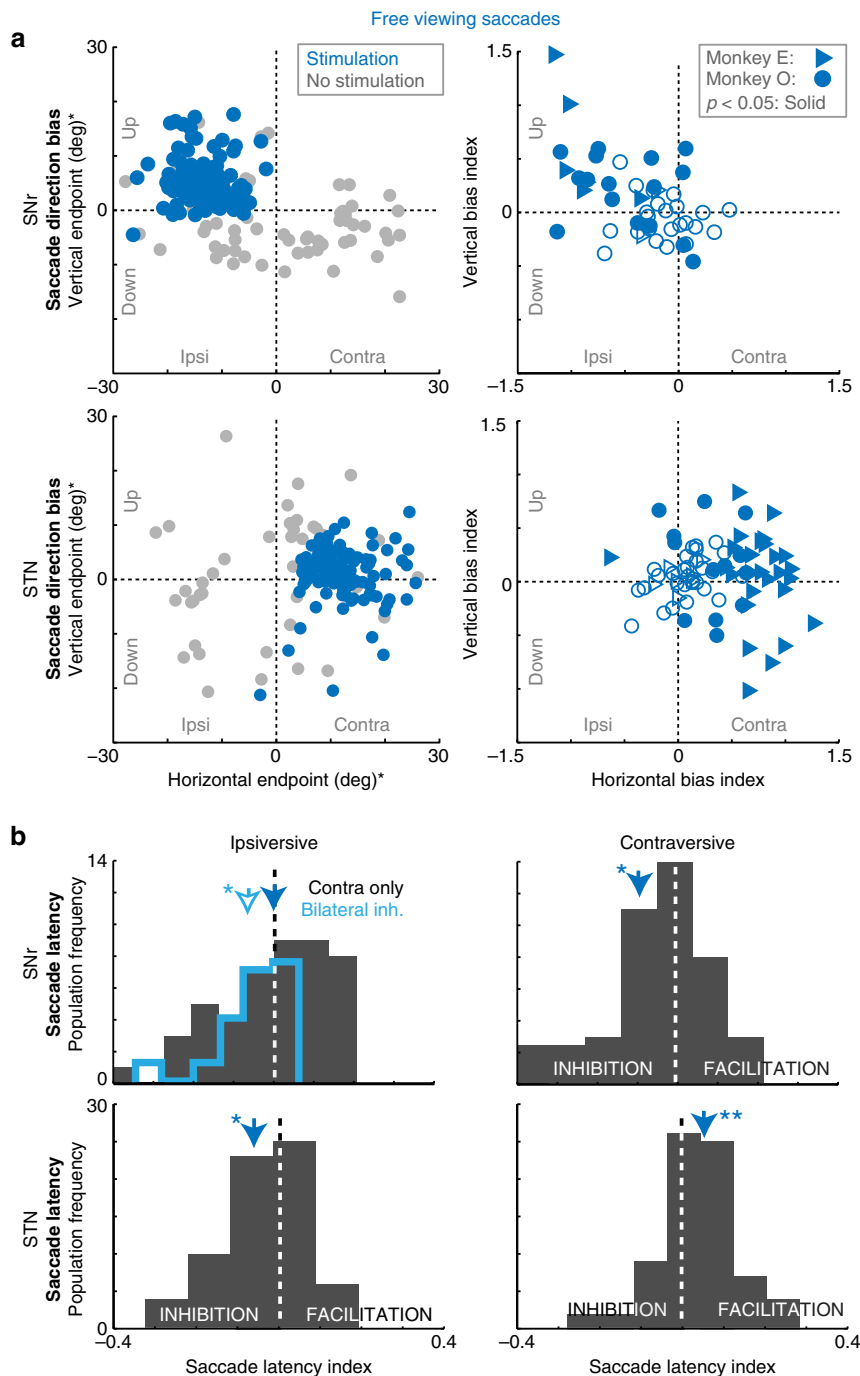 Free viewing saccades
a
30
Stimulation
No stimulation
SNr
Saccade direction bias
Vertical endpoint (deg)*
Up
0
Down
Ipsi
Contra
−30
0
30
1.5
Monkey E:
Monkey O:
p < 0.05: Solid
Vertical bias index
Up
0
Down
Ipsi
Contra
−1.5
0
1.5
30
STN
Saccade direction bias
Vertical endpoint (deg)*
Up
0
Down
Ipsi
Contra
−30
0
30
Horizontal endpoint (deg)*
1.5
Vertical bias index
Up
0
Down
Ipsi
Contra
−1.5
0
1.5
Horizontal bias index
b
Ipsiversive
14
*
Contra only
Bilateral inh.
SNr
Saccade latency
Population frequency
0
Contraversive
*
INHIBITION
FACILITATION
30
*
STN
Saccade latency
Population frequency
INHIBITION
FACILITATION
0
−0.4
0.4
Saccade latency index
**
INHIBITION
FACILITATION
−0.4
0.4
Saccade latency index